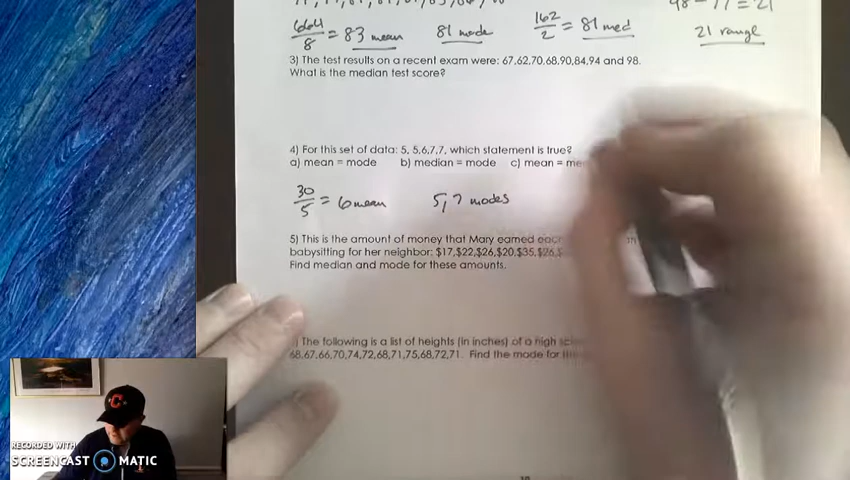 98 - 77 = 21
664/8 = 83 mean 81 mode 162/2 = 81 med 21 range
3) The test results on a recent exam were: 67,62,70,68,90,84,94 and 98.
What is the median test score?
4) For this set of data: 5, 5,6,7,7, which statement is true?
a) mean = mode b) median = mode c) mean =
30/5 = 6 mean 5,7 modes
5) This is the amount of money that Mary earned each
babysitting for her neighbor: $17,$22,$26,$20,$35,$26,$
Find median and mode for these amounts.
) The following is a list of heights (in inches) of a high
68,67,66,70,74,72,68,71,75,68,72,71. Find the mode for
RECORDED WITH
SCREENCAST MATIC